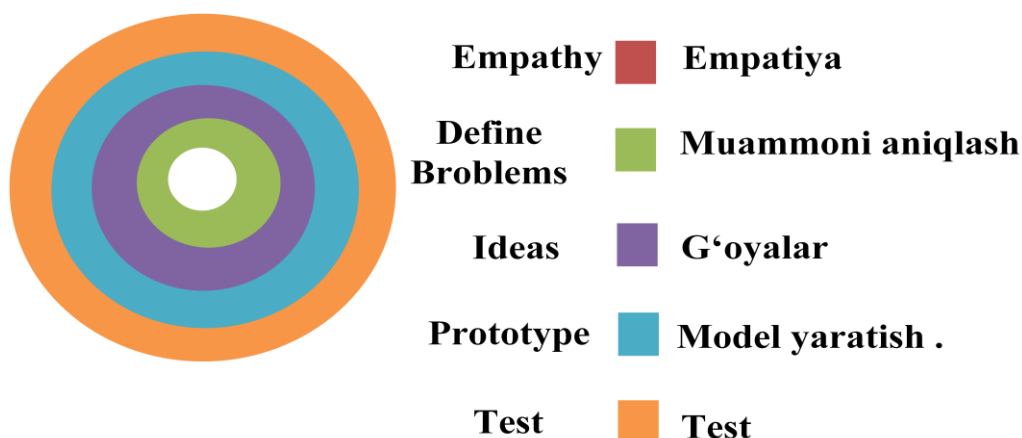 Empathy Empatiya
Define
Broblems Muammoni aniqlash
Ideas G‘oyalar
Prototype Model yaratish .
Test Test